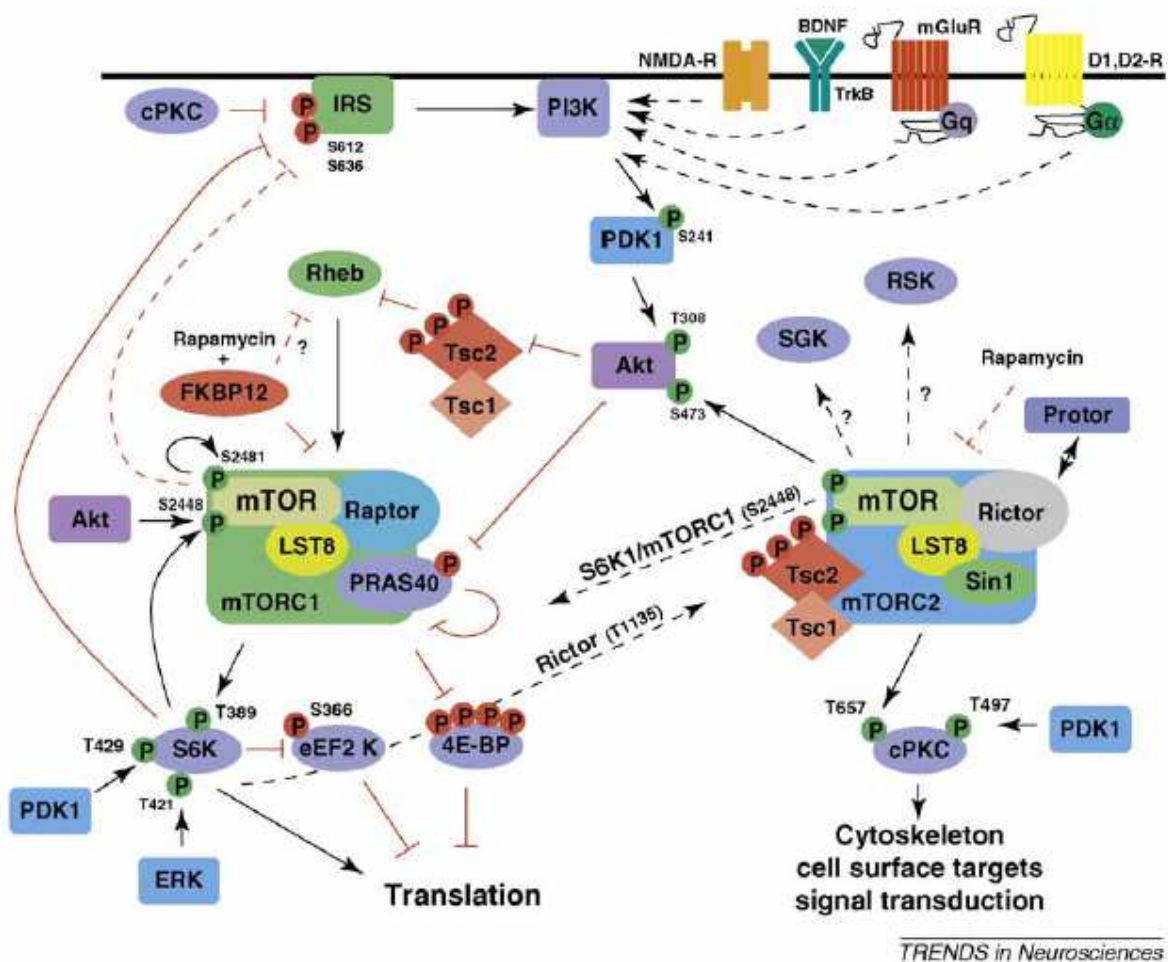 BDNF
mGluR
NMDA-R
D1,D2-R
TrkB
cPKC
P
IRS
PI3K
Gq
Gα
P
S612
S636
P
PDK1
S241
Rheb
RSK
P
P
P
Tsc2
T308
P
SGK
Rapamycin
+
?
Akt
Rapamycin
FKBP12
Tsc1
P
S473
?
?
Protor
S2481
P
mTOR
Raptor
P
mTOR
Rictor
Akt
S2448
P
S6K1/mTORC1 (S2448)
P
LST8
P
P
P
LST8
PRAS40
P
Tsc2
Sin1
mTORC1
mTORC2
Tsc1
Rictor (T1135)
P
T389
S366
T657
T497
T429
P
S6K
P
eEF2 K
P
P
P
P
4E-BP
P
P
cPKC
PDK1
P
T421
PDK1
ERK
Translation
Cytoskeleton
cell surface targets
signal transduction
TRENDS in Neurosciences